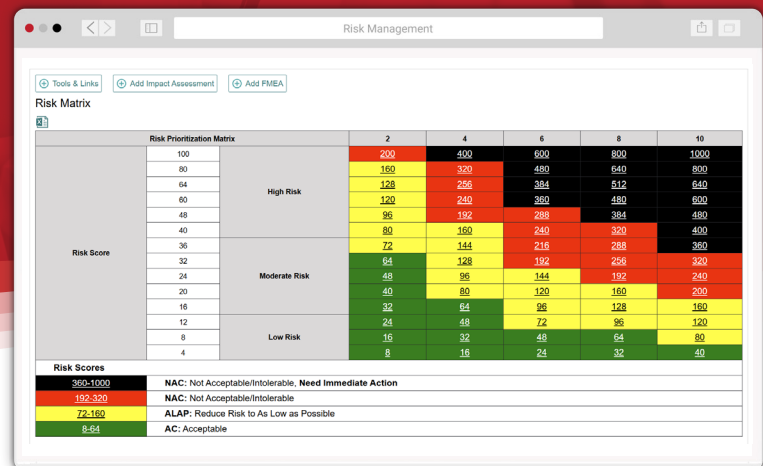 Risk Management
Tools & Links Add Impact Assessment Add FMEA
Risk Matrix
Risk Prioritization Matrix 2 4 6 8 10
100 200 400 600 800 1000
80 160 320 480 640 800
64 128 256 384 512 640
High Risk
60 120 240 360 480 600
48 96 192 288 384 480
40 80 160 240 320 400
36 72 144 216 288 360
Risk Score
32 64 128 192 256 320
24 Moderate Risk 48 96 144 192 240
20 40 80 120 160 200
16 32 64 96 128 160
12 24 48 72 96 120
8 Low Risk 16 32 48 64 80
4 8 16 24 32 40
Risk Scores
360-1000 NAC: Not Acceptable/Intolerable, Need Immediate Action
192-320 NAC: Not Acceptable/Intolerable
72-160 ALAP: Reduce Risk to As Low as Possible
8-64 AC: Acceptable